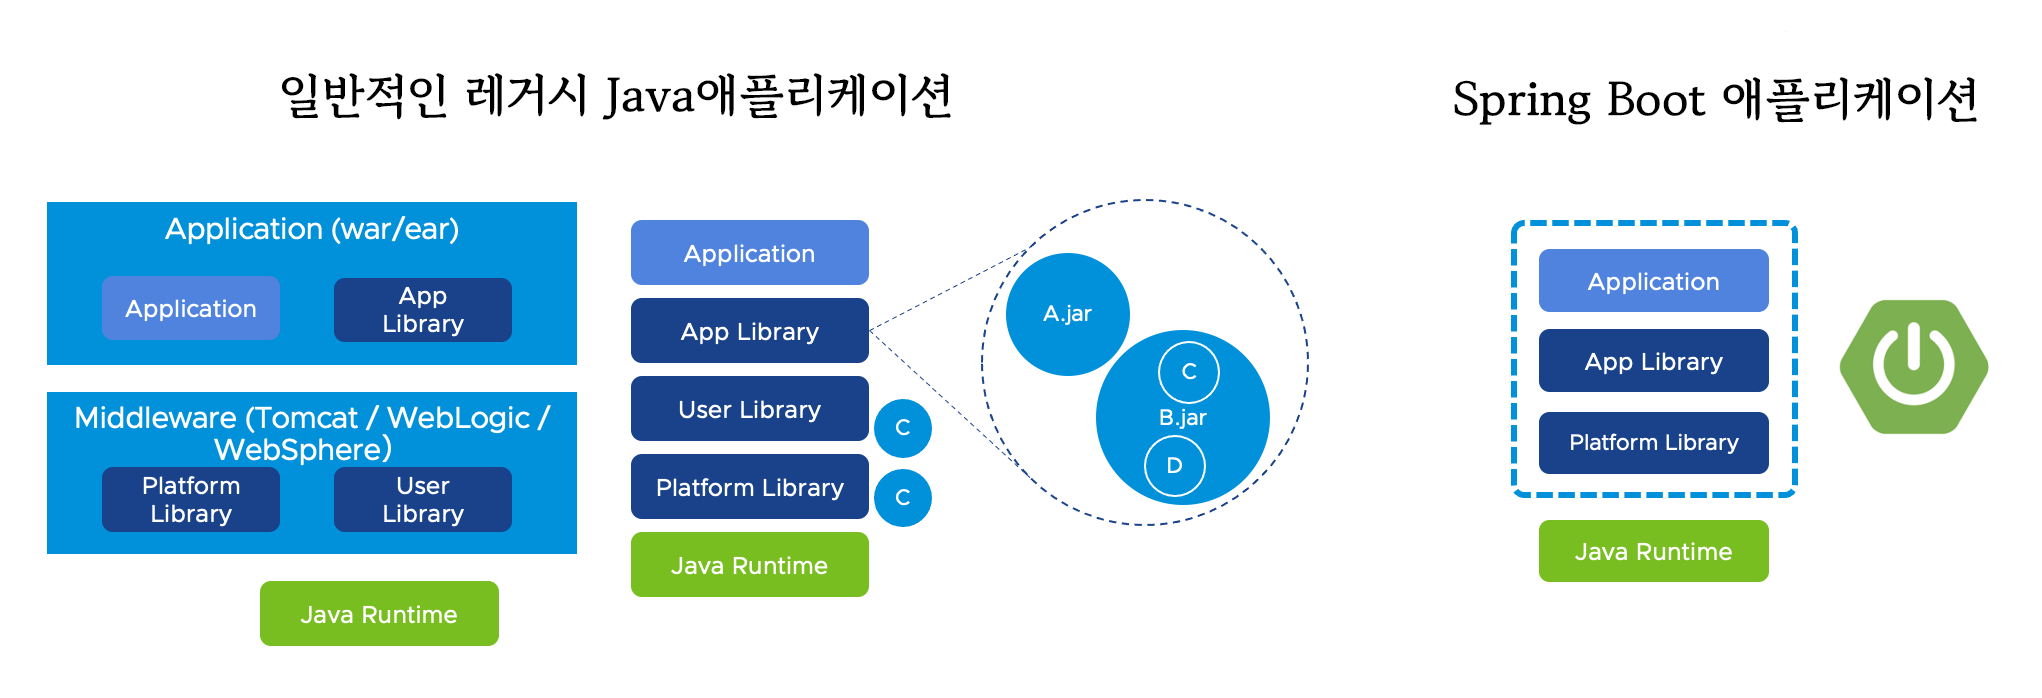 일반적인 레거시 Java애플리케이션
Spring Boot 애플리케이션
Application (war/ear)
Application
App
Library
Middleware (Tomcat / WebLogic /
WebSphere)
Platform
Library
User
Library
Java Runtime
Application
App Library
User Library
C
Platform Library
C
Java Runtime
A.jar
C
B.jar
D
Application
App Library
Platform Library
Java Runtime